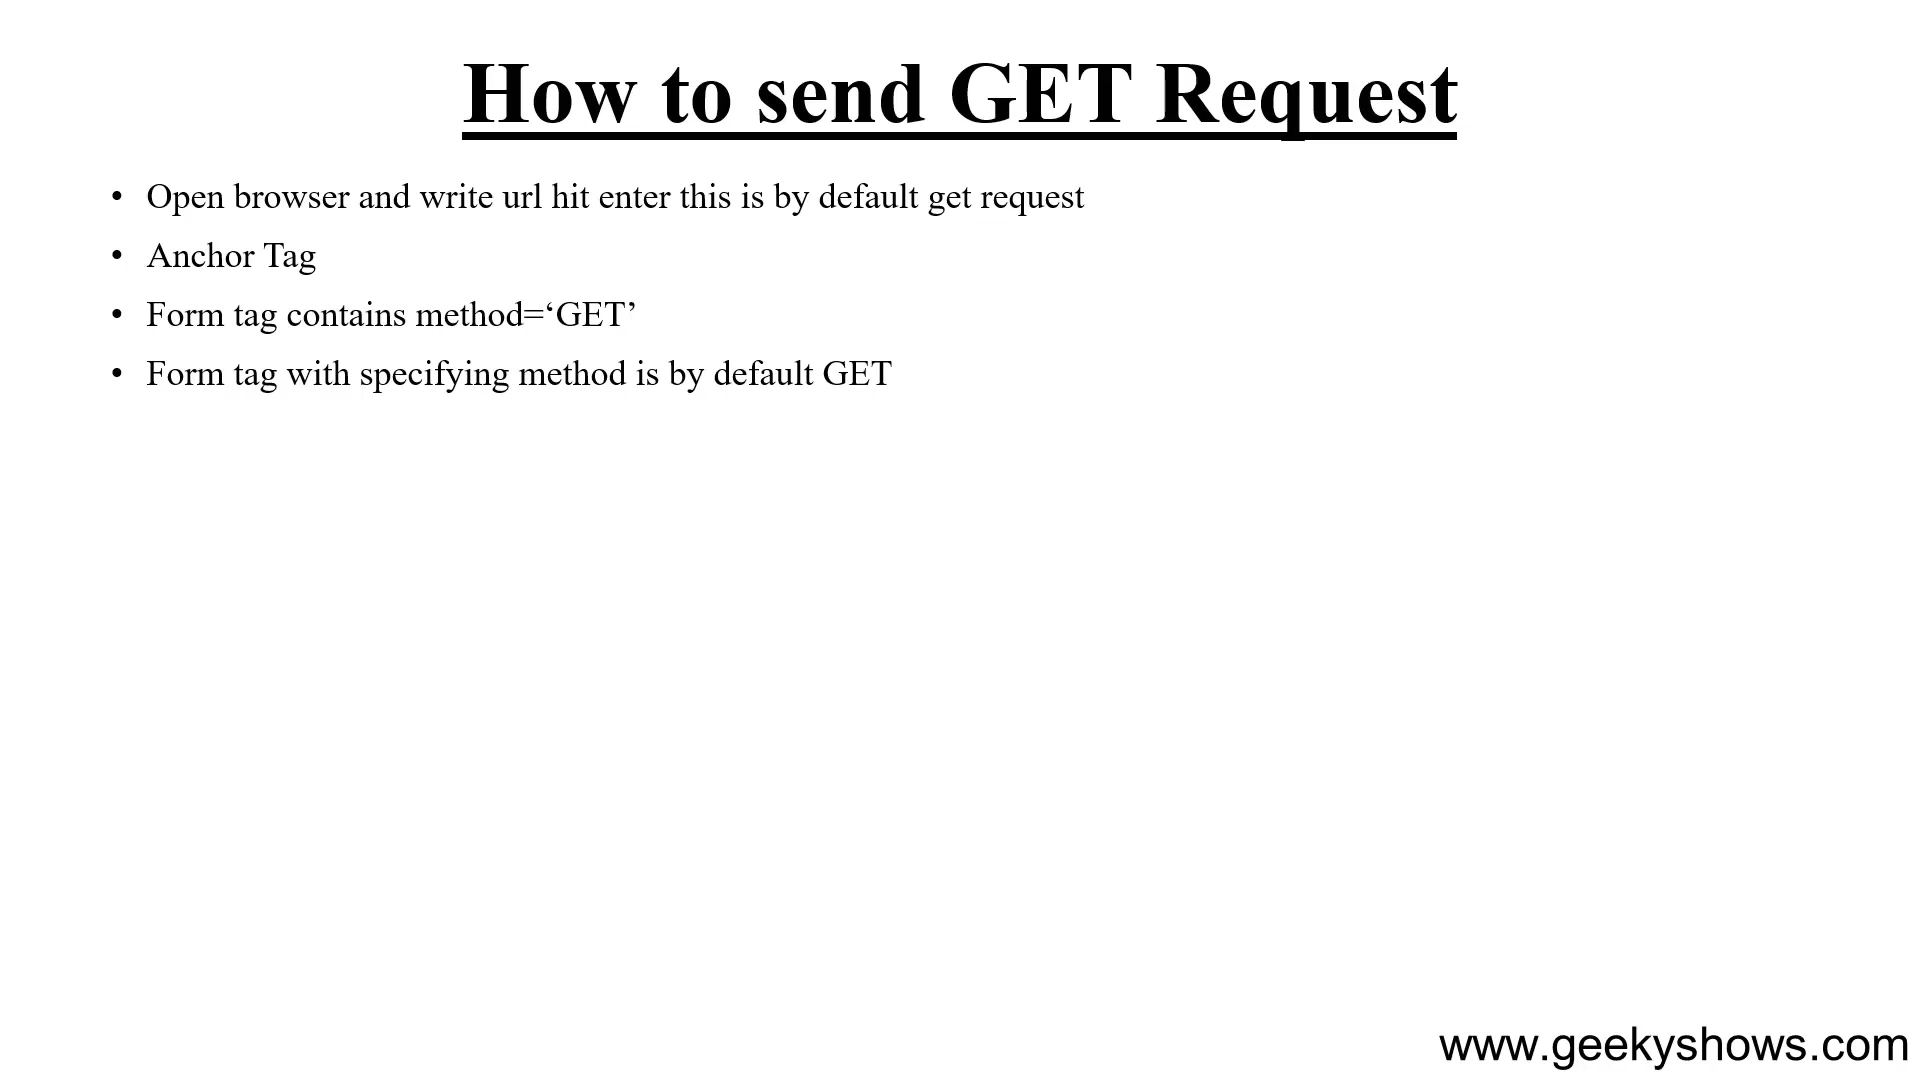 How to send GET Request
• Open browser and write url hit enter this is by default get request
• Anchor Tag
• Form tag contains method=‘GET’
• Form tag with specifying method is by default GET
www.geekyshows.com